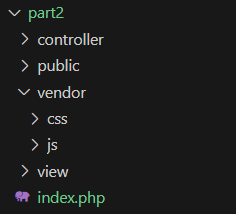 part2
controller
public
vendor
css
js
view
index.php